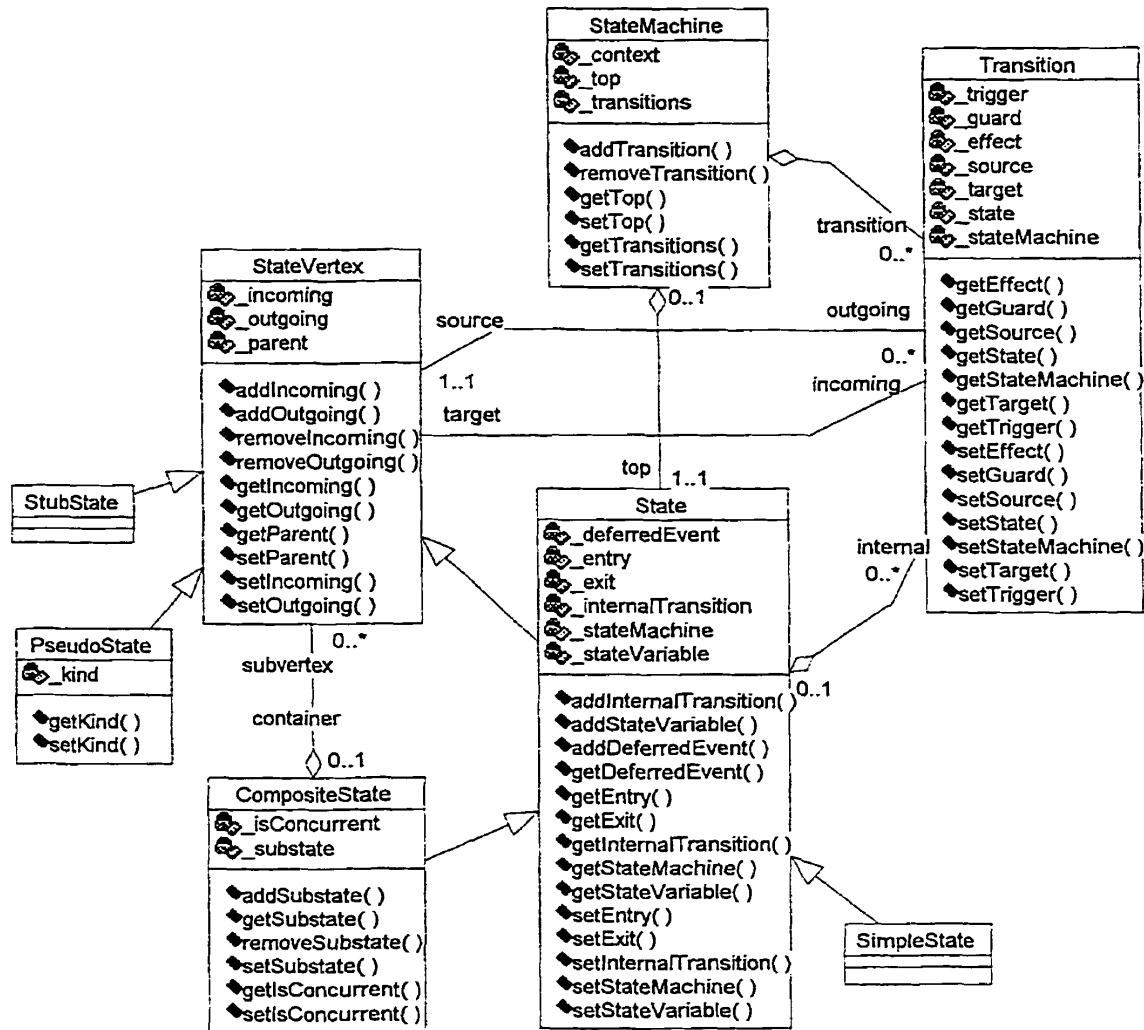 StateMachine
_context
_top
_transitions
addTransition( )
removeTransition( )
getTop( )
setTop( )
getTransitions( )
setTransitions( )
Transition
_trigger
_guard
_effect
_source
_target
_state
_stateMachine
getEffect( )
getGuard( )
getSource( )
getState( )
getStateMachine( )
getTarget( )
getTrigger( )
setEffect( )
setGuard( )
setSource( )
setState( )
setStateMachine( )
setTarget( )
setTrigger( )
transition
0..*
StateVertex
_incoming
_outgoing
_parent
addIncoming( )
addOutgoing( )
removeIncoming( )
removeOutgoing( )
getIncoming( )
getOutgoing( )
getParent( )
setParent( )
setIncoming( )
setOutgoing( )
source
1..1
target
0..1
outgoing
0..*
incoming
top
1..1
StubState
PseudoState
_kind
getKind( )
setKind( )
0..*
subvertex
container
0..1
State
_deferredEvent
_entry
_exit
_internalTransition
_stateMachine
_stateVariable
addInternalTransition( )
addStateVariable( )
addDeferredEvent( )
getDeferredEvent( )
getEntry( )
getExit( )
getInternalTransition( )
getStateMachine( )
getStateVariable( )
setEntry( )
setExit( )
setInternalTransition( )
setStateMachine( )
setStateVariable( )
internal
0..*
0..1
CompositeState
_isConcurrent
_substate
addSubstate( )
getSubstate( )
removeSubstate( )
setSubstate( )
getIsConcurrent( )
setIsConcurrent( )
SimpleState